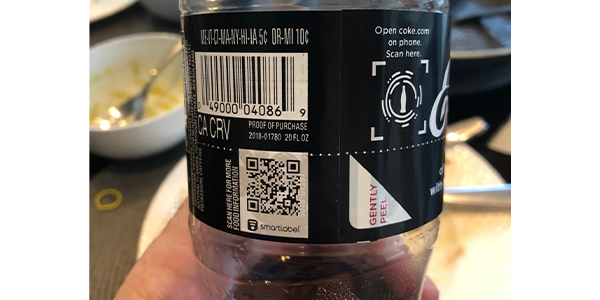 ME-VT-CT-MA-NY-HI-IA 5¢ OR-MI 10¢
0 49000 04086 9
CA CRV
PROOF OF PURCHASE
2018-01780 20 FL OZ
SCAN HERE FOR MORE
FOOD INFORMATION
smartlabel
Open coke.com
on phone.
Scan here.
GENTLY
PEEL